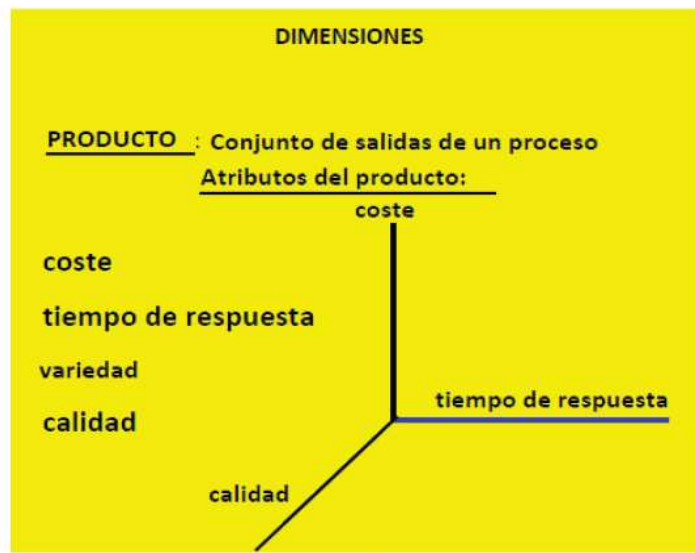 DIMENSIONES
PRODUCTO : Conjunto de salidas de un proceso
Atributos del producto:
coste
coste
tiempo de respuesta
variedad
calidad
tiempo de respuesta
calidad